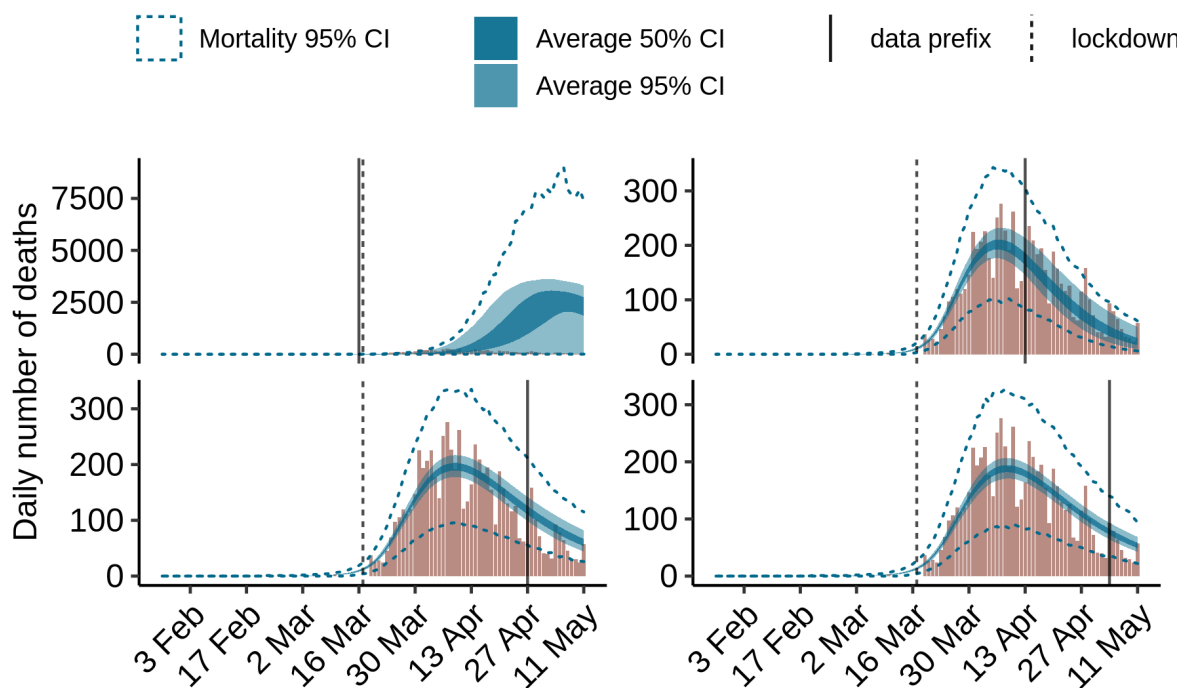 Mortality 95% CI
Average 50% CI
Average 95% CI
data prefix
lockdown
Daily number of deaths
7500
5000
2500
0
300
200
100
0
300
200
100
0
300
200
100
0
3 Feb
17 Feb
2 Mar
16 Mar
30 Mar
13 Apr
27 Apr
11 May
3 Feb
17 Feb
2 Mar
16 Mar
30 Mar
13 Apr
27 Apr
11 May